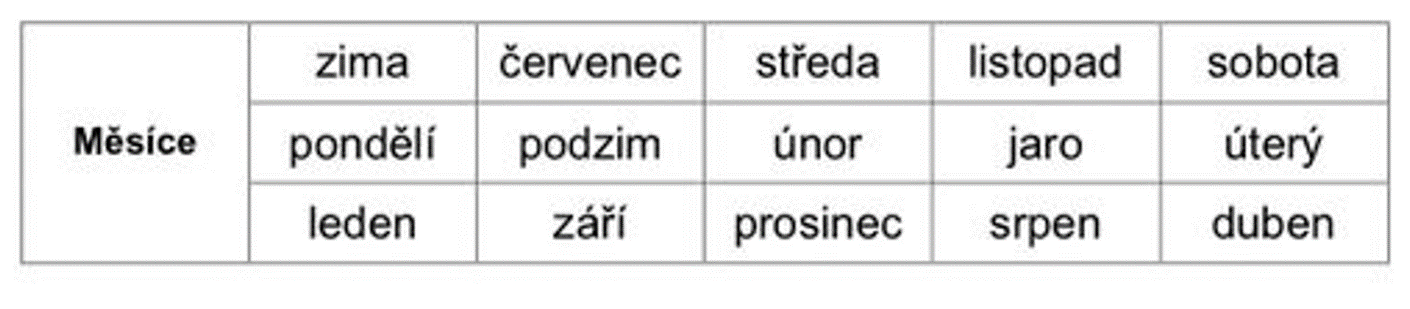 zima červenec středa listopad sobota
Měsíce pondělí podzim únor jaro úterý
leden září prosinec srpen duben